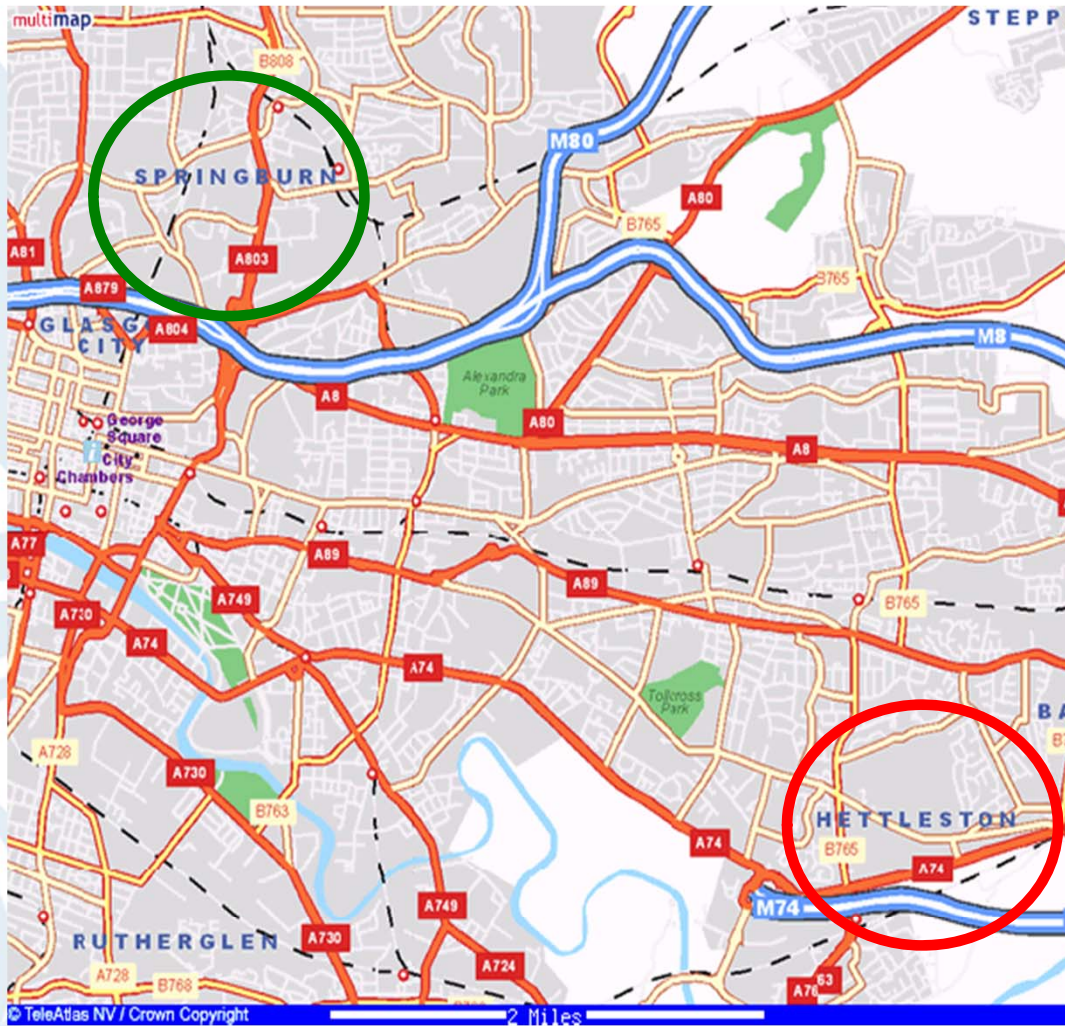 multimap
STEPP
B808
M80
SPRINGBURN
A80
B765
A81
A803
B765
A879
GLASG
CITY
A804
M8
Alexandra
Park
A8
A80
George
Square
City
Chambers
A8
A77
A89
A89
A749
B765
A730
A74
A74
Tollcross
Park
BA
A728
A730
B763
HETTLESTON
A74
B765
A74
M74
A749
RUTHERGLEN
A730
A724
A728
B768
A76
63
© TeleAtlas NV / Crown Copyright
2 Miles